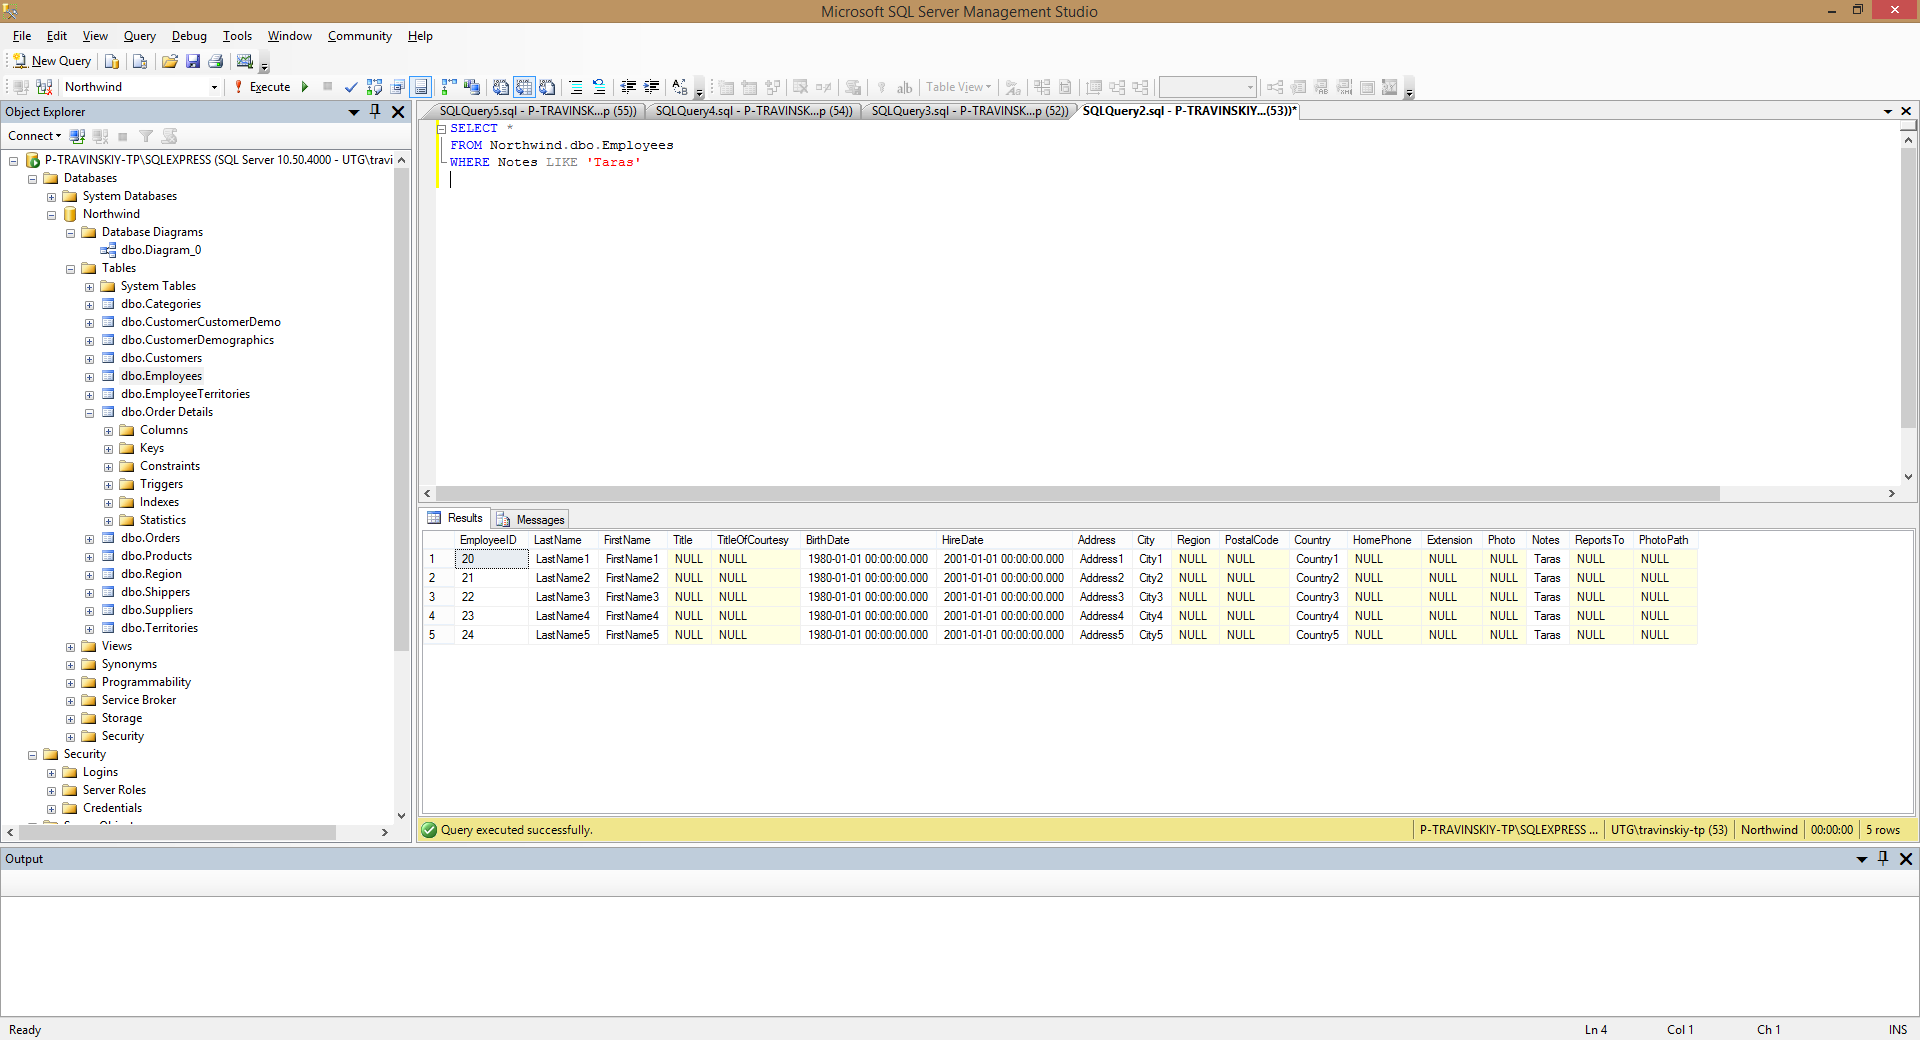 Microsoft SQL Server Management Studio
File Edit View Query Debug Tools Window Community Help
New Query
Northwind Execute Table View
Object Explorer
Connect
P-TRAVINSKIY-TP\SQLEXPRESS (SQL Server 10.50.4000 - UTG\travi
Databases
System Databases
Northwind
Database Diagrams
dbo.Diagram_0
Tables
System Tables
dbo.Categories
dbo.CustomerCustomerDemo
dbo.CustomerDemographics
dbo.Customers
dbo.Employees
dbo.EmployeeTerritories
dbo.Order Details
Columns
Keys
Constraints
Triggers
Indexes
Statistics
dbo.Orders
dbo.Products
dbo.Region
dbo.Shippers
dbo.Suppliers
dbo.Territories
Views
Synonyms
Programmability
Service Broker
Storage
Security
Security
Logins
Server Roles
Credentials
SQLQuery5.sql - P-TRAVINSK...p (55)) SQLQuery4.sql - P-TRAVINSK...p (54)) SQLQuery3.sql - P-TRAVINSK...p (52)) SQLQuery2.sql - P-TRAVINSKIY...(53))*
SELECT *
FROM Northwind.dbo.Employees
WHERE Notes LIKE 'Taras'
Results Messages
EmployeeID LastName FirstName Title TitleOfCourtesy BirthDate HireDate Address City Region PostalCode Country HomePhone Extension Photo Notes ReportsTo PhotoPath
1 20 LastName1 FirstName1 NULL NULL 1980-01-01 00:00:00.000 2001-01-01 00:00:00.000 Address1 City1 NULL NULL Country1 NULL NULL NULL Taras NULL NULL
2 21 LastName2 FirstName2 NULL NULL 1980-01-01 00:00:00.000 2001-01-01 00:00:00.000 Address2 City2 NULL NULL Country2 NULL NULL NULL Taras NULL NULL
3 22 LastName3 FirstName3 NULL NULL 1980-01-01 00:00:00.000 2001-01-01 00:00:00.000 Address3 City3 NULL NULL Country3 NULL NULL NULL Taras NULL NULL
4 23 LastName4 FirstName4 NULL NULL 1980-01-01 00:00:00.000 2001-01-01 00:00:00.000 Address4 City4 NULL NULL Country4 NULL NULL NULL Taras NULL NULL
5 24 LastName5 FirstName5 NULL NULL 1980-01-01 00:00:00.000 2001-01-01 00:00:00.000 Address5 City5 NULL NULL Country5 NULL NULL NULL Taras NULL NULL
Query executed successfully. P-TRAVINSKIY-TP\SQLEXPRESS ... UTG\travinskiy-tp (53) Northwind 00:00:00 5 rows
Output
Ready Ln 4 Col 1 Ch 1 INS